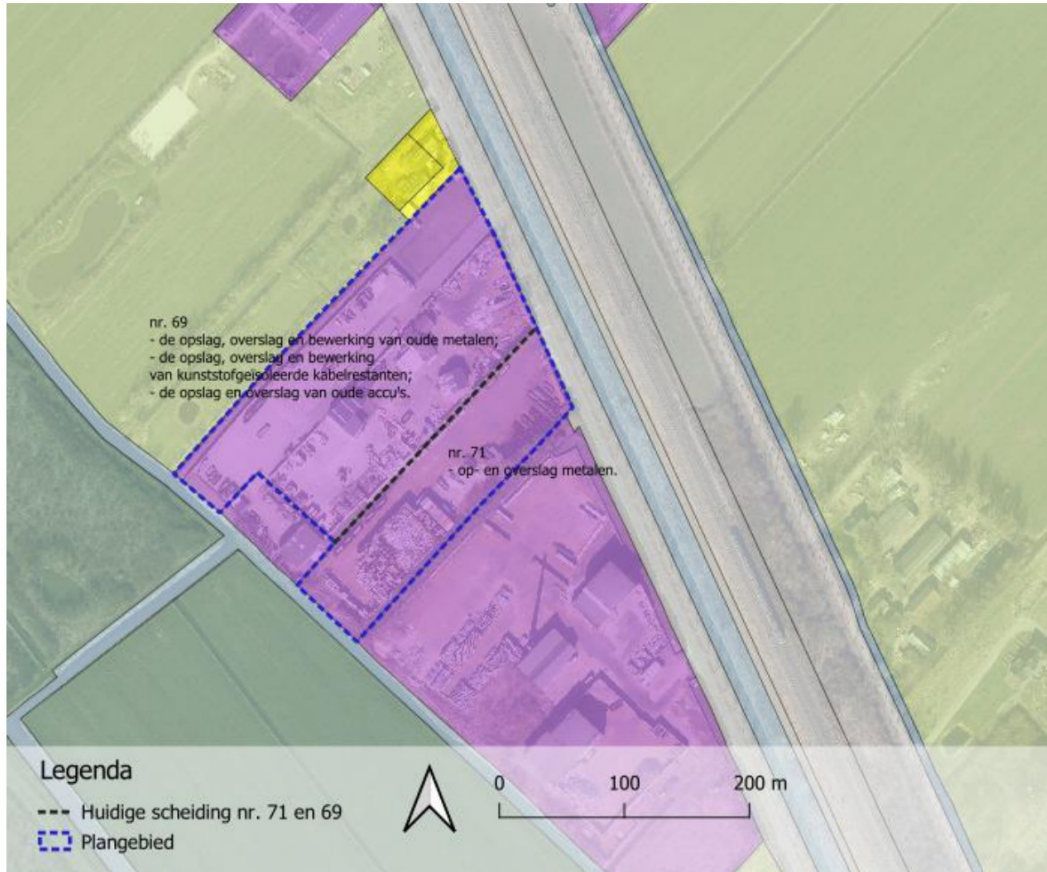 nr. 69
- de opslag, overslag en bewerking van oude metalen;
- de opslag, overslag en bewerking
van kunststofgeïsoleerde kabelrestanten;
- de opslag en overslag van oude accu's.
nr. 71
- op- en overslag metalen.
Legenda
Huidige scheiding nr. 71 en 69
Plangebied
0 100 200 m